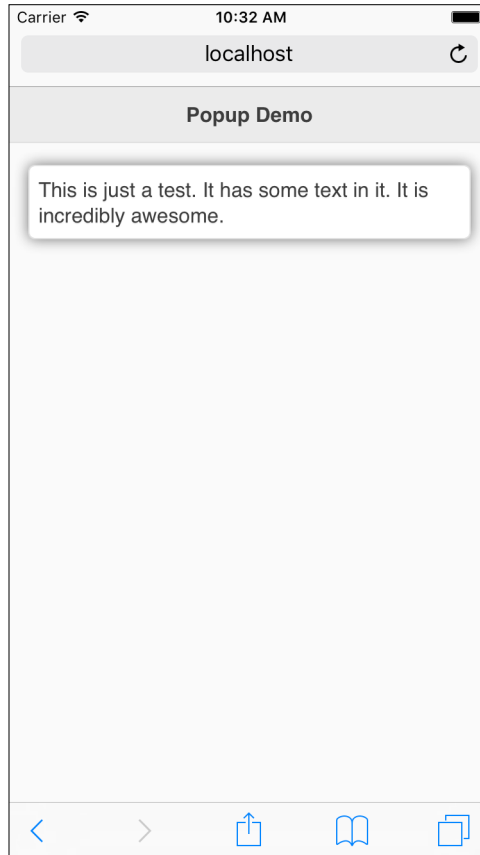 Carrier 10:32 AM
localhost
Popup Demo
This is just a test. It has some text in it. It is
incredibly awesome.